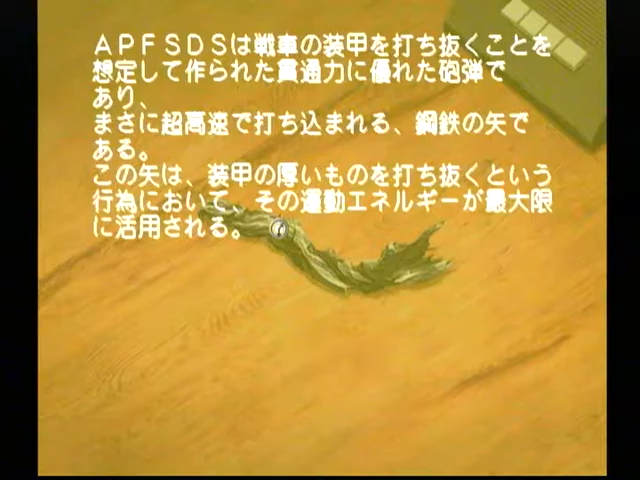 ＡＰＦＳＤＳは戦車の装甲を打ち抜くことを
想定して作られた貫通力に優れた砲弾で
あり、
まさに超高速で打ち込まれる、鋼鉄の矢で
ある。
この矢は、装甲の厚いものを打ち抜くという
行為において、その運動エネルギーが最大限
に活用される。